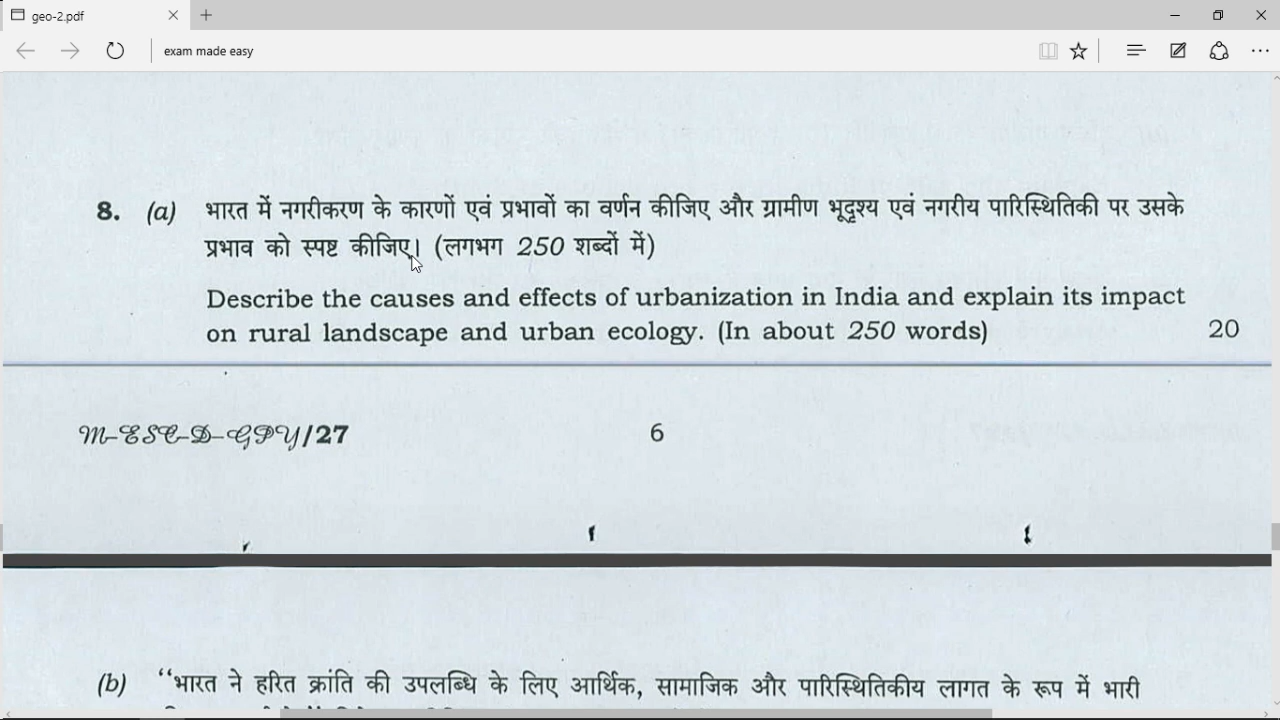 geo-2.pdf
exam made easy
8. (a) भारत में नगरीकरण के कारणों एवं प्रभावों का वर्णन कीजिए और ग्रामीण भूदृश्य एवं नगरीय पारिस्थितिकी पर उसके
प्रभाव को स्पष्ट कीजिए। (लगभग 250 शब्दों में)
Describe the causes and effects of urbanization in India and explain its impact
on rural landscape and urban ecology. (In about 250 words) 20
M-ESC-D-GPY/27 6
(b) “भारत ने हरित क्रांति की उपलब्धि के लिए आर्थिक, सामाजिक और पारिस्थितिकीय लागत के रूप में भारी